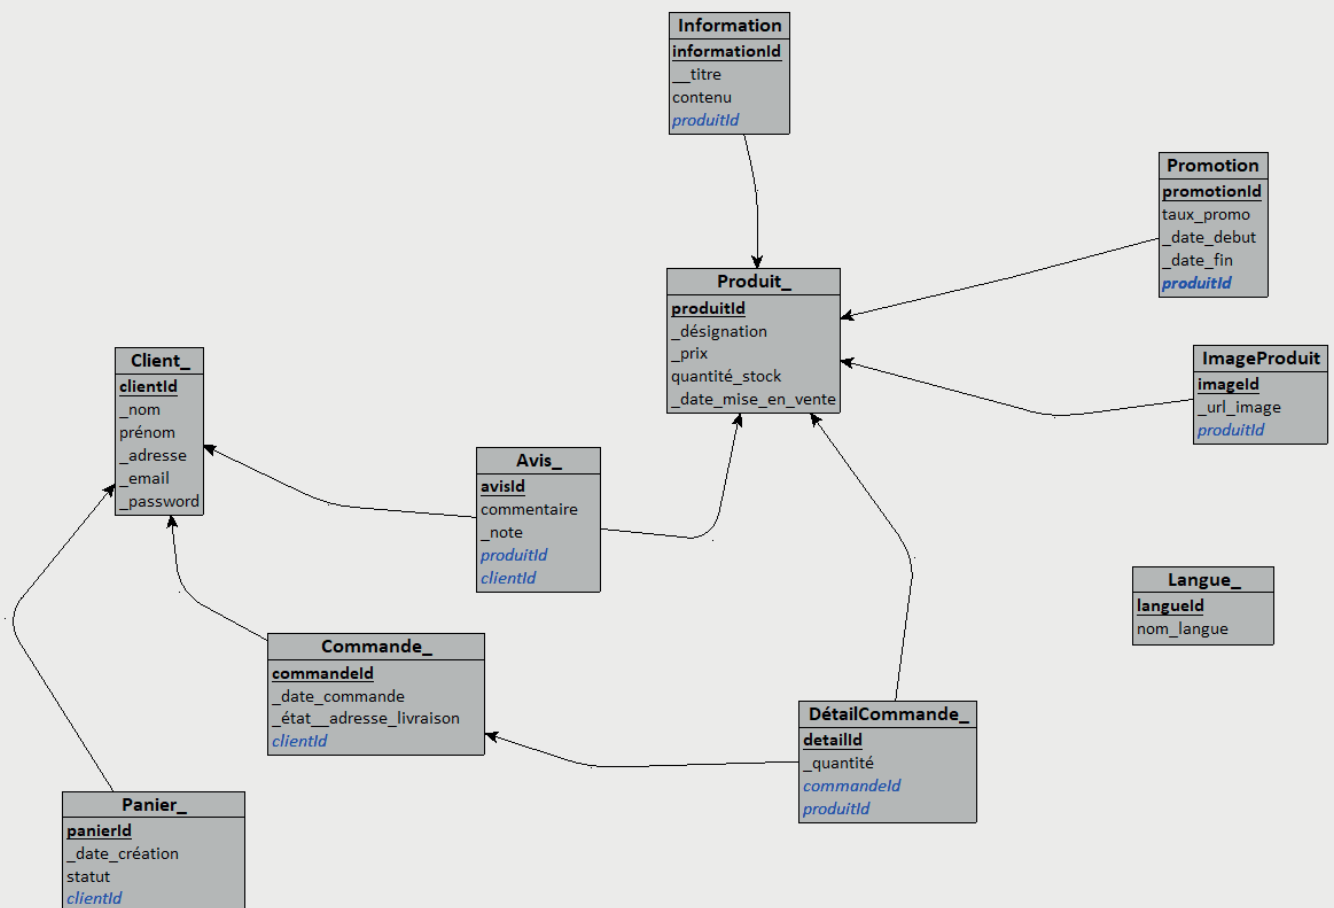 Information
informationId
__titre
contenu
produitId
Promotion
promotionId
taux_promo
_date_debut
_date_fin
produitId
Produit_
produitId
_désignation
_prix
quantité_stock
_date_mise_en_vente
ImageProduit
imageId
_url_image
produitId
Client_
clientId
_nom
prénom
_adresse
_email
_password
Avis_
avisId
commentaire
_note
produitId
clientId
Langue_
langueId
nom_langue
Commande_
commandeId
_date_commande
_état__adresse_livraison
clientId
DétailCommande_
detailId
_quantité
commandeId
produitId
Panier_
panierId
_date_création
statut
clientId